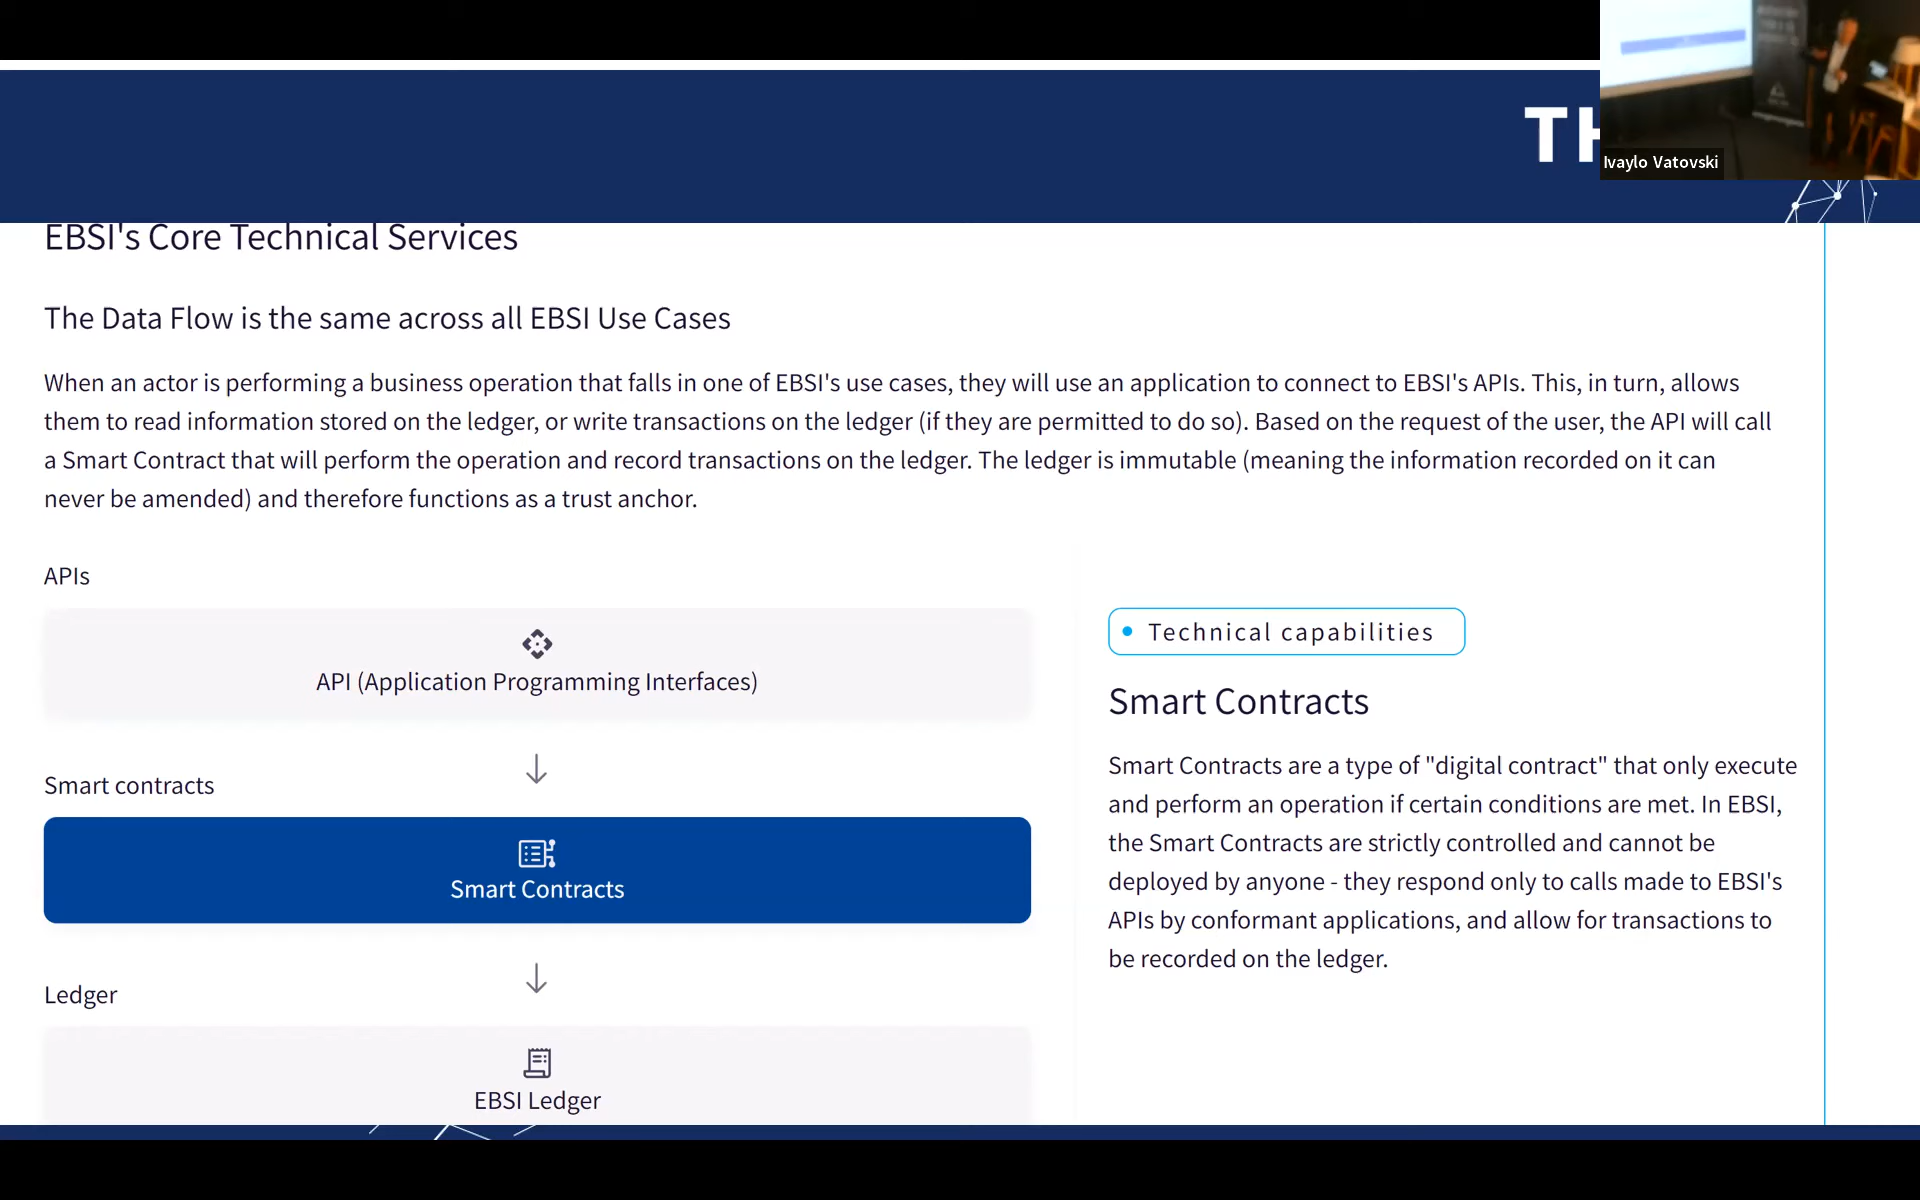 TH
Ivaylo Vatovski
EBSI's Core Technical Services
The Data Flow is the same across all EBSI Use Cases
When an actor is performing a business operation that falls in one of EBSI's use cases, they will use an application to connect to EBSI's APIs. This, in turn, allows
them to read information stored on the ledger, or write transactions on the ledger (if they are permitted to do so). Based on the request of the user, the API will call
a Smart Contract that will perform the operation and record transactions on the ledger. The ledger is immutable (meaning the information recorded on it can
never be amended) and therefore functions as a trust anchor.
APIs
API (Application Programming Interfaces)
Smart contracts
Smart Contracts
Ledger
EBSI Ledger
Technical capabilities
Smart Contracts
Smart Contracts are a type of "digital contract" that only execute
and perform an operation if certain conditions are met. In EBSI,
the Smart Contracts are strictly controlled and cannot be
deployed by anyone - they respond only to calls made to EBSI's
APIs by conformant applications, and allow for transactions to
be recorded on the ledger.